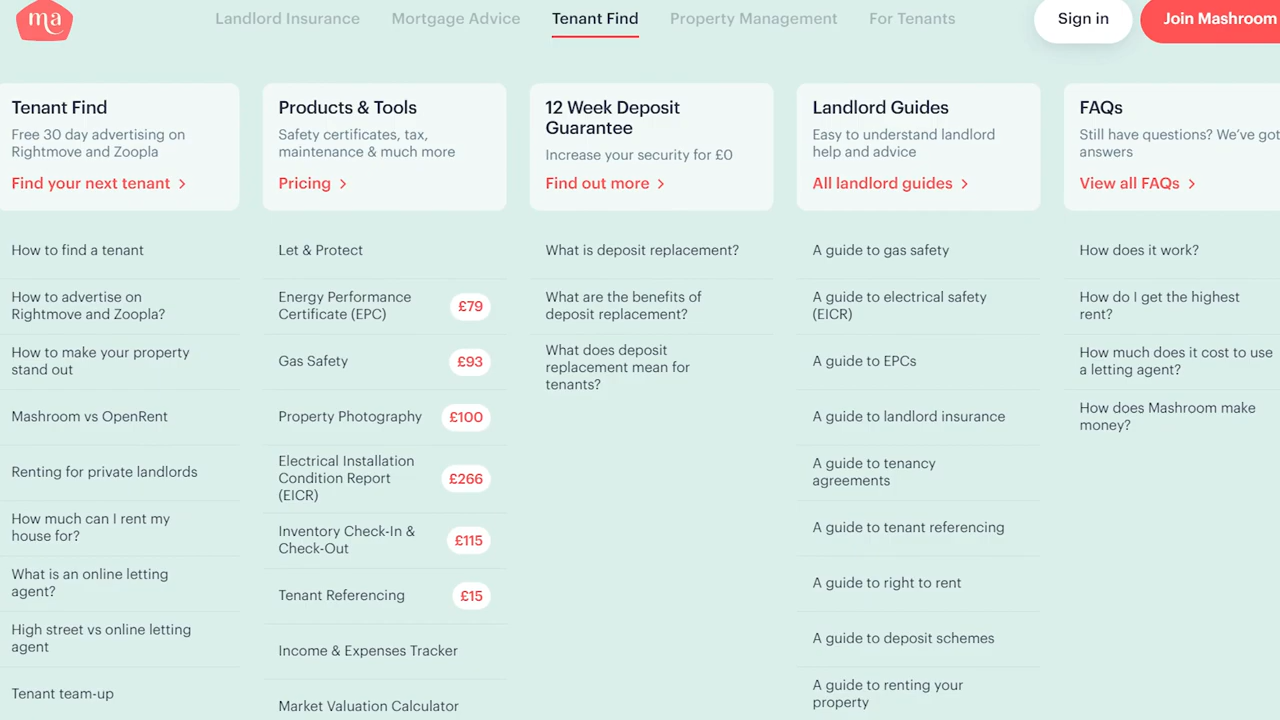 ma
Landlord Insurance
Mortgage Advice
Tenant Find
Property Management
For Tenants
Sign in
Join Mashroom
Tenant Find
Free 30 day advertising on
Rightmove and Zoopla
Find your next tenant >
How to find a tenant
How to advertise on
Rightmove and Zoopla?
How to make your property
stand out
Mashroom vs OpenRent
Renting for private landlords
How much can I rent my
house for?
What is an online letting
agent?
High street vs online letting
agent
Tenant team-up
Products & Tools
Safety certificates, tax,
maintenance & much more
Pricing >
Let & Protect
Energy Performance
Certificate (EPC)
£79
Gas Safety
£93
Property Photography
£100
Electrical Installation
Condition Report
(EICR)
£266
Inventory Check-In &
Check-Out
£115
Tenant Referencing
£15
Income & Expenses Tracker
Market Valuation Calculator
12 Week Deposit
Guarantee
Increase your security for £0
Find out more >
What is deposit replacement?
What are the benefits of
deposit replacement?
What does deposit
replacement mean for
tenants?
Landlord Guides
Easy to understand landlord
help and advice
All landlord guides >
A guide to gas safety
A guide to electrical safety
(EICR)
A guide to EPCs
A guide to landlord insurance
A guide to tenancy
agreements
A guide to tenant referencing
A guide to right to rent
A guide to deposit schemes
A guide to renting your
property
FAQs
Still have questions? We've got
answers
View all FAQs >
How does it work?
How do I get the highest
rent?
How much does it cost to use
a letting agent?
How does Mashroom make
money?